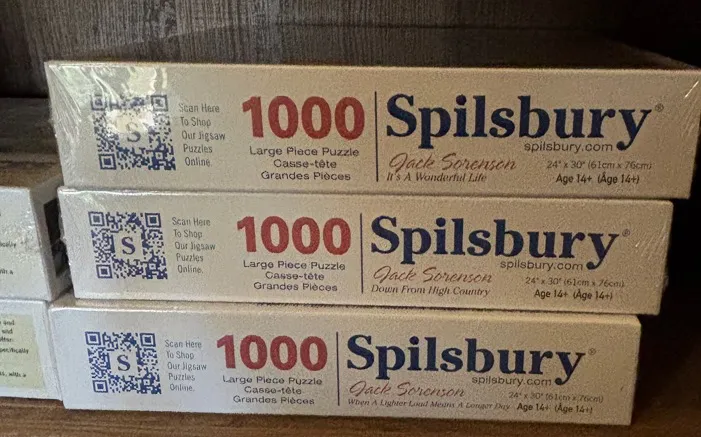 Scan Here
To Shop
Our Jigsaw
Puzzles
Online.
1000
Large Piece Puzzle
Casse-tête
Grandes Pièces
Spilsbury®
spilsbury.com
Jack Sorenson
It's A Wonderful Life
24" x 30" (61cm x 76cm)
Age 14+ (Âge 14+)
S
Scan Here
To Shop
Our Jigsaw
Puzzles
Online.
1000
Large Piece Puzzle
Casse-tête
Grandes Pièces
Spilsbury®
spilsbury.com
Jack Sorenson
Down From High Country
24" x 30" (61cm x 76cm)
Age 14+ (Âge 14+)
S
Scan Here
To Shop
Our Jigsaw
Puzzles
Online.
1000
Large Piece Puzzle
Casse-tête
Grandes Pièces
Spilsbury®
spilsbury.com
Jack Sorenson
When A Lighter Load Means A Longer Day
24" x 30" (61cm x 76cm)
Age 14+ (Âge 14+)
S